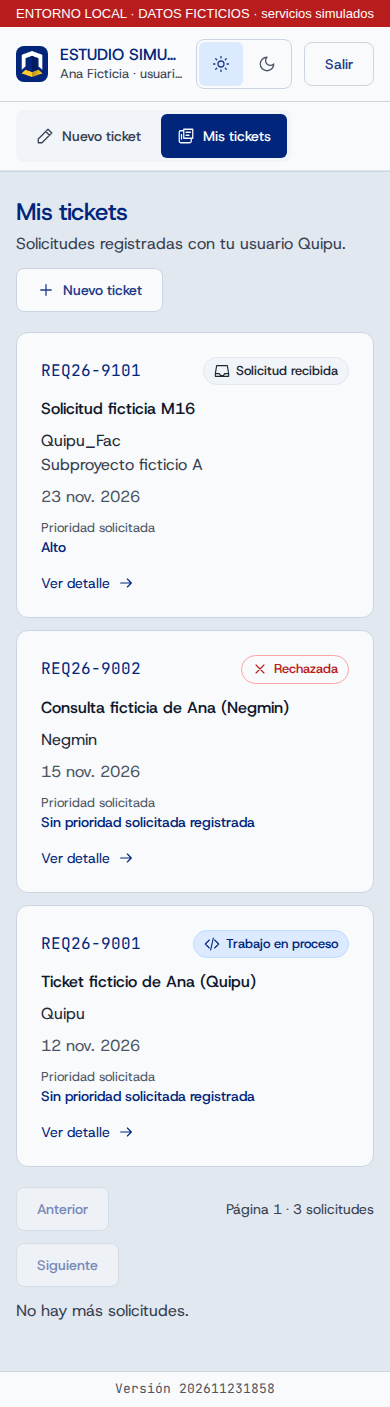 ENTORNO LOCAL · DATOS FICTICIOS · servicios simulados
ESTUDIO SIMU...
Ana Ficticia · usuari...
Salir
Nuevo ticket
Mis tickets
Mis tickets
Solicitudes registradas con tu usuario Quipu.
Nuevo ticket
REQ26-9101
Solicitud recibida
Solicitud ficticia M16
Quipu_Fac
Subproyecto ficticio A
23 nov. 2026
Prioridad solicitada
Alto
Ver detalle
REQ26-9002
Rechazada
Consulta ficticia de Ana (Negmin)
Negmin
15 nov. 2026
Prioridad solicitada
Sin prioridad solicitada registrada
Ver detalle
REQ26-9001
Trabajo en proceso
Ticket ficticio de Ana (Quipu)
Quipu
12 nov. 2026
Prioridad solicitada
Sin prioridad solicitada registrada
Ver detalle
Anterior
Página 1 · 3 solicitudes
Siguiente
No hay más solicitudes.
Versión 202611231858